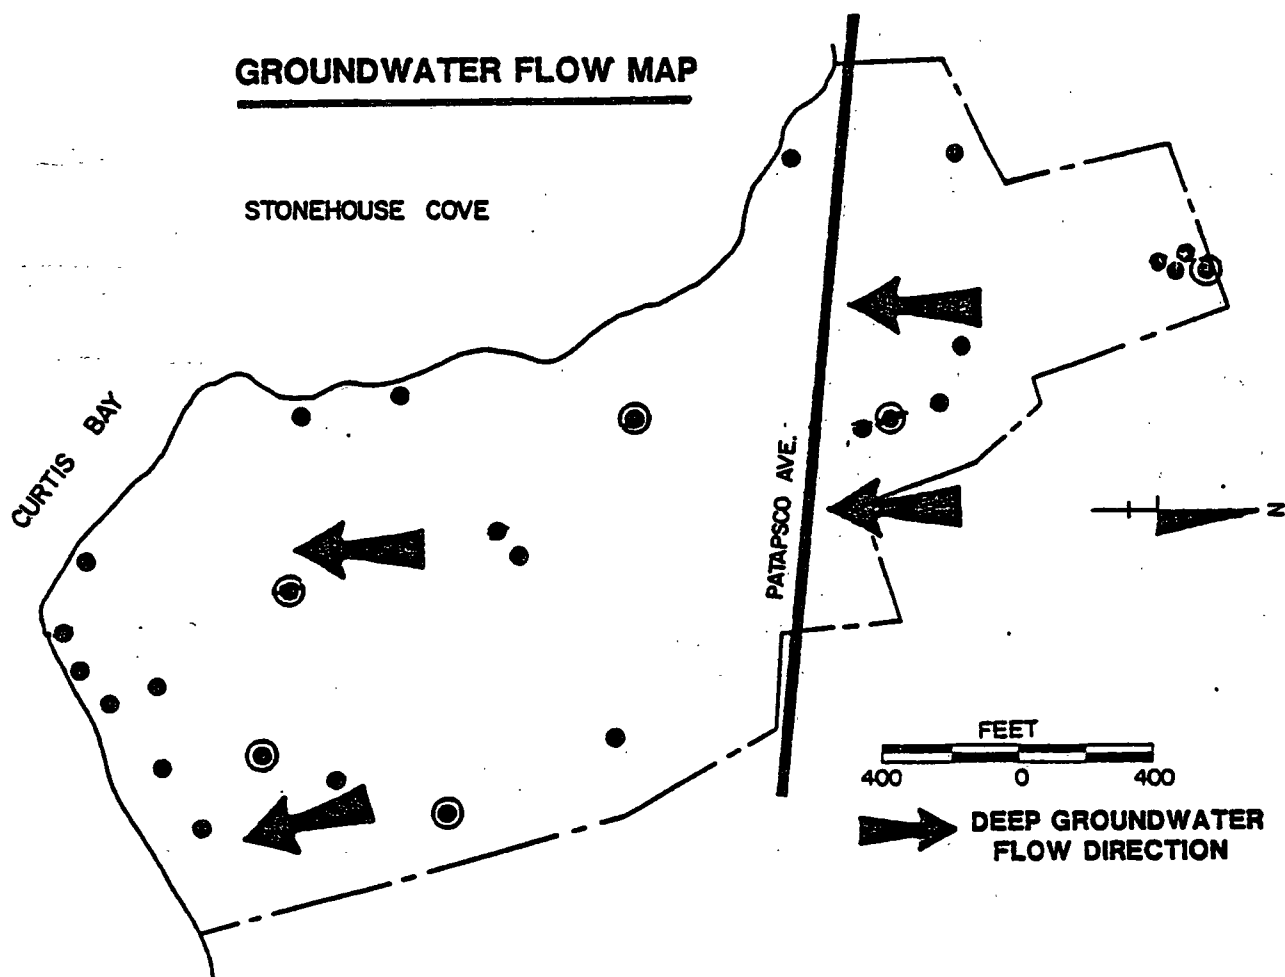 GROUNDWATER FLOW MAP
STONEHOUSE COVE
CURTIS BAY
PATAPSCO AVE.
N
FEET
400 0 400
DEEP GROUNDWATER
FLOW DIRECTION